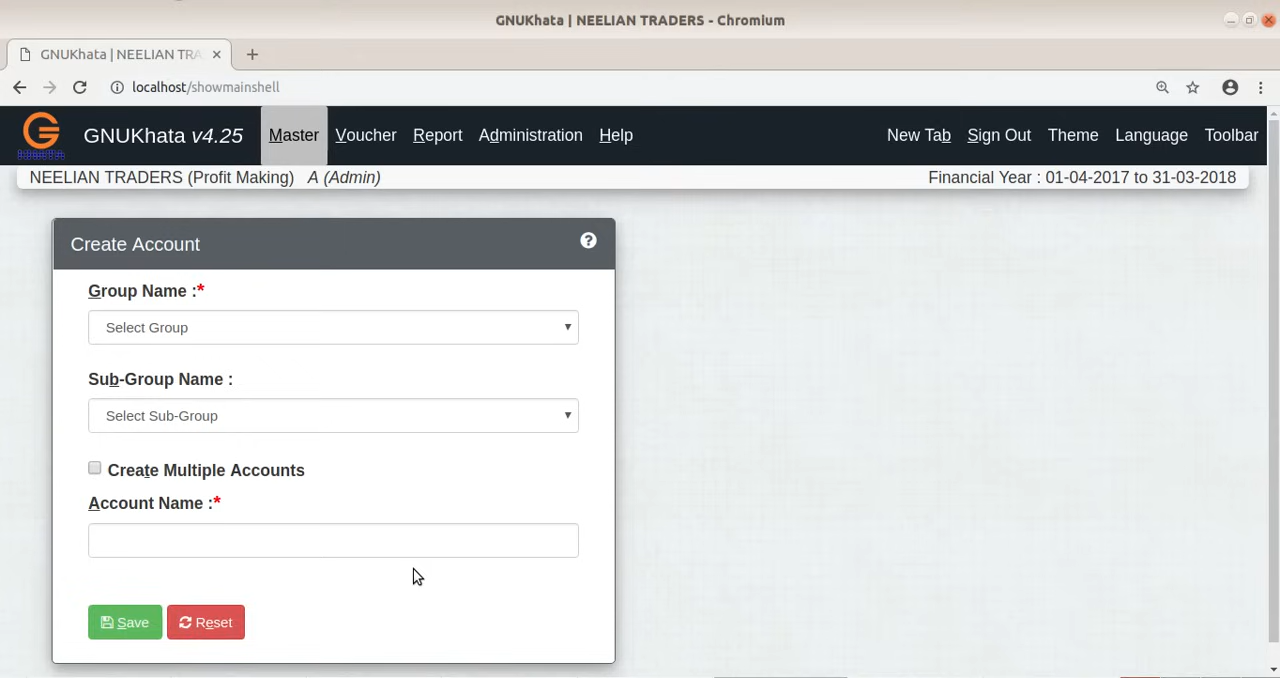 GNUKhata | NEELIAN TRADERS - Chromium
GNUKhata | NEELIAN TRA
localhost/showmainshell
GNUKhata v4.25 Master Voucher Report Administration Help New Tab Sign Out Theme Language Toolbar
NEELIAN TRADERS (Profit Making) A (Admin) Financial Year : 01-04-2017 to 31-03-2018
Create Account
Group Name :*
Select Group
Sub-Group Name :
Select Sub-Group
Create Multiple Accounts
Account Name :*
Save Reset